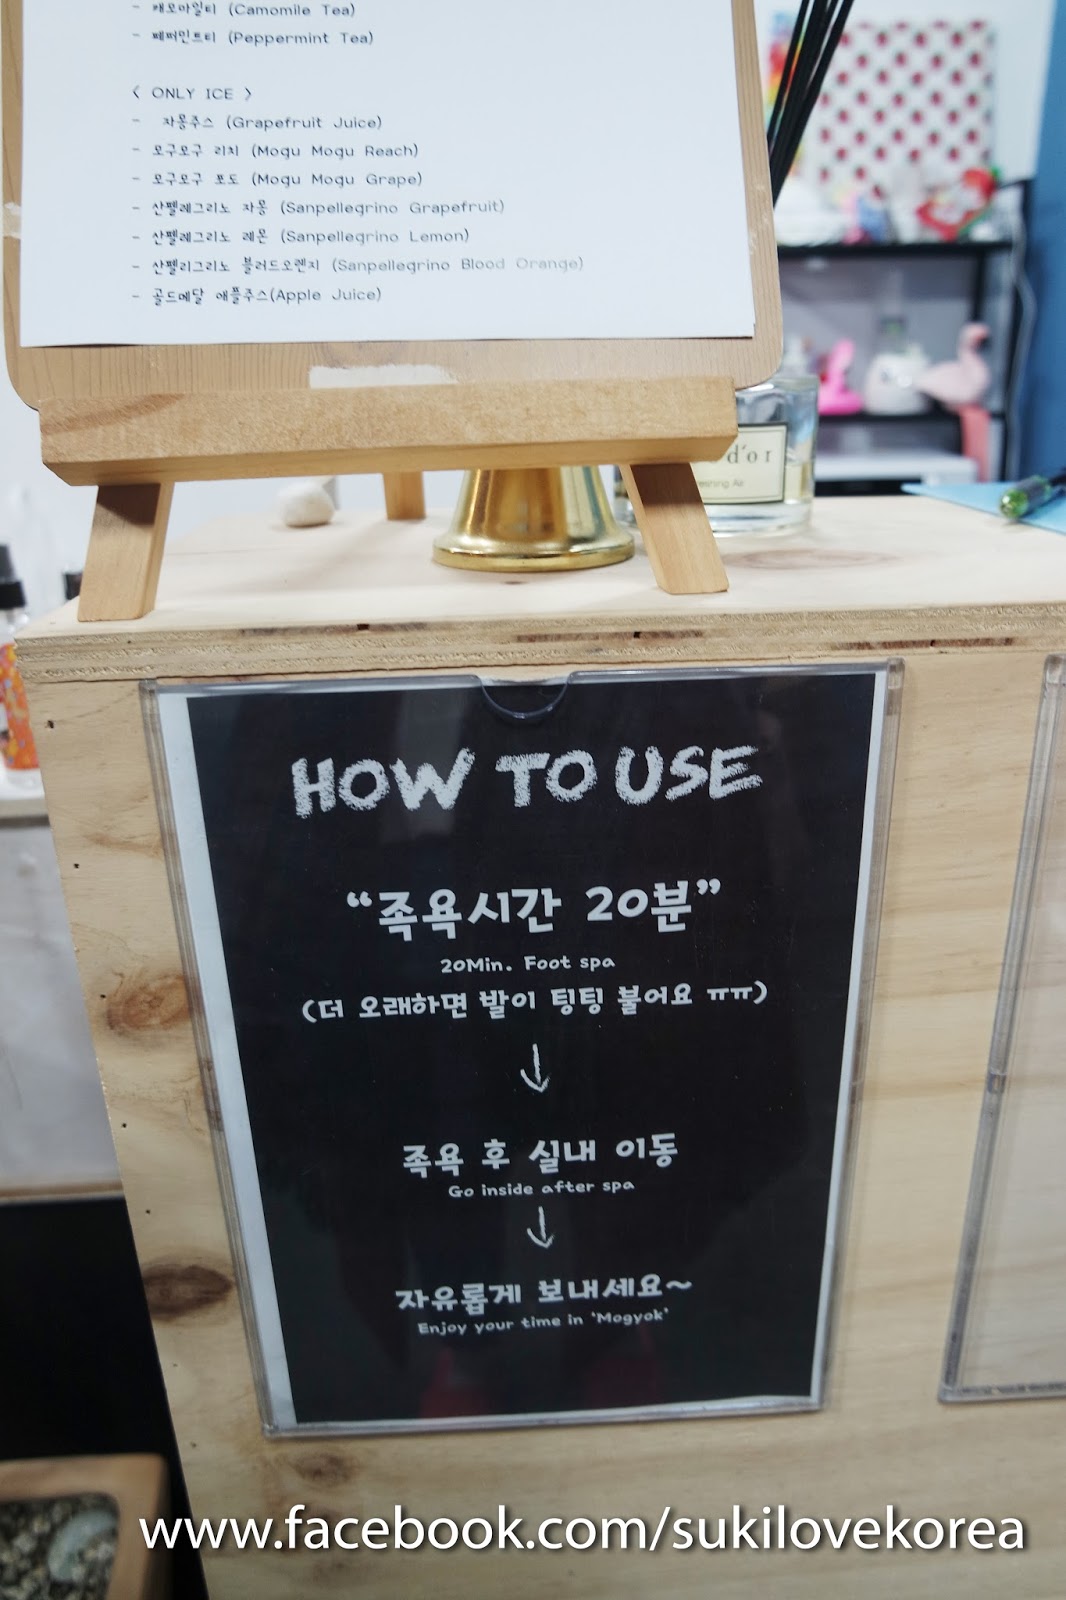 - 캐모마일티 (Camomile Tea)
- 페퍼민트티 (Peppermint Tea)
< ONLY ICE >
- 자몽주스 (Grapefruit Juice)
- 모구모구 리치 (Mogu Mogu Reach)
- 모구모구 포도 (Mogu Mogu Grape)
- 산펠레그리노 자몽 (Sanpellegrino Grapefruit)
- 산펠레그리노 레몬 (Sanpellegrino Lemon)
- 산펠리그리노 블러드오렌지 (Sanpellegrino Blood Orange)
- 골드메달 애플주스(Apple Juice)
d'or
HOW TO USE
“족욕시간 20분”
20Min. Foot spa
(더 오래하면 발이 팅팅 불어요 ㅠㅠ)
족욕 후 실내 이동
Go inside after spa
자유롭게 보내세요~
Enjoy your time in ‘Mogyok’
www.facebook.com/sukilovekorea